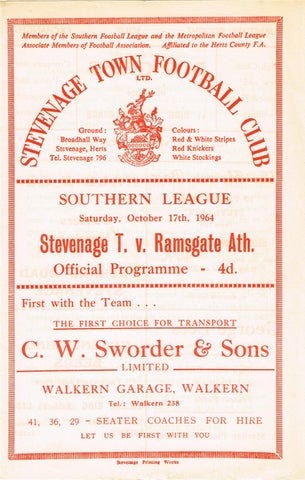 Members of the Southern Football League and the Metropolitan Football League
Associate Members of Football Association. Affiliated to the Herts County F.A.
STEVENAGE TOWN FOOTBALL CLUB
LTD.
Ground :
Broadhall Way
Stevenage, Herts
Tel. Stevenage 796
Colours :
Red & White Stripes
Red Knickers
White Stockings
SOUTHERN LEAGUE
Saturday, October 17th, 1964
Stevenage T. v. Ramsgate Ath.
Official Programme - 4d.
First with the Team . . .
THE FIRST CHOICE FOR TRANSPORT
C. W. Sworder & Sons
LIMITED
WALKERN GARAGE, WALKERN
Tel.: Walkern 238
41, 36, 29 - SEATER COACHES FOR HIRE
LET US BE FIRST WITH YOU
Stevenage Printing Works